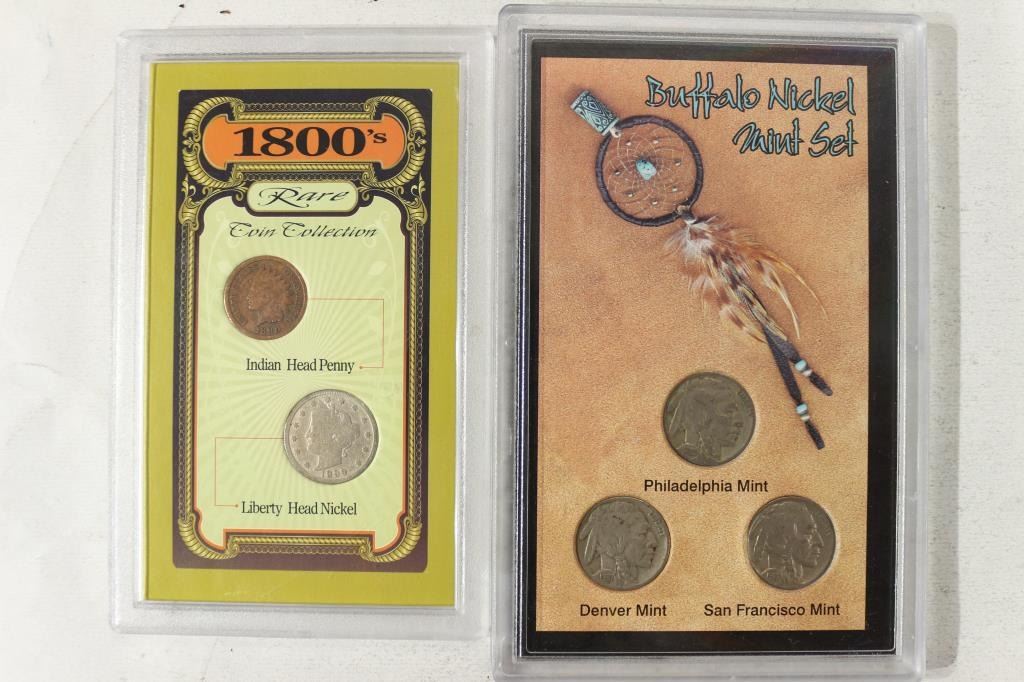 1800's
Rare
Coin Collection
Indian Head Penny
Liberty Head Nickel
Buffalo Nickel
Mint Set
Philadelphia Mint
Denver Mint
San Francisco Mint